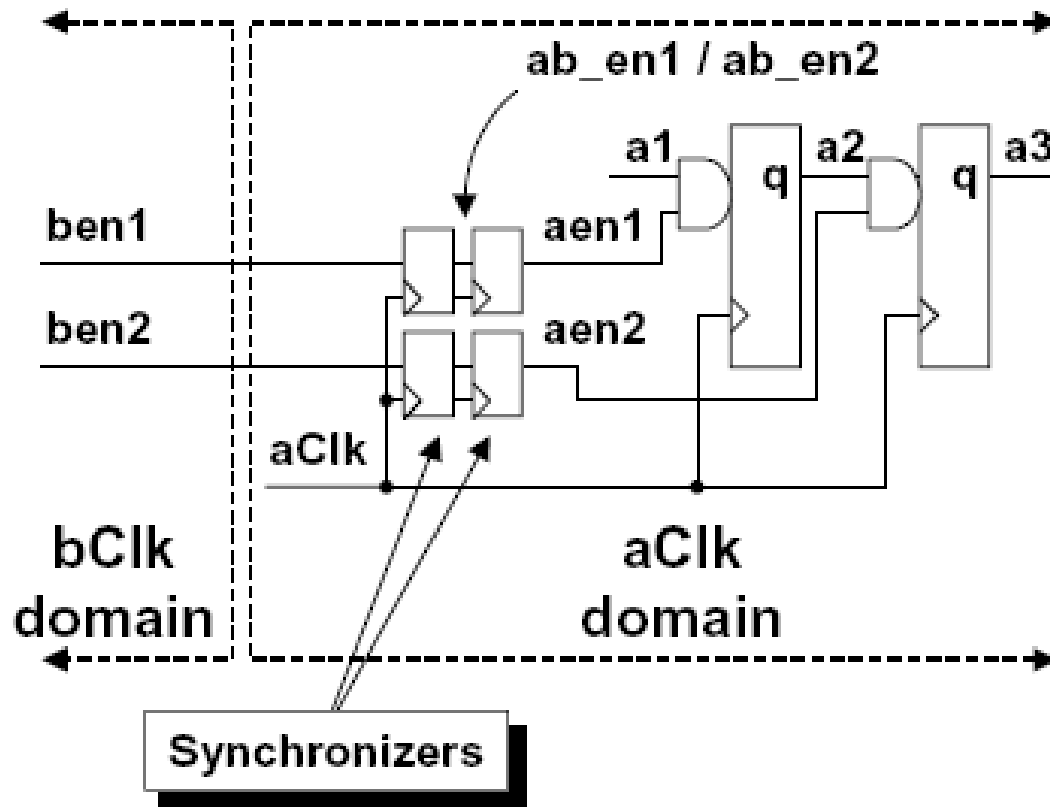 ab_en1 / ab_en2
a1
q
a2
q
a3
ben1
aen1
ben2
aen2
aClk
bClk
domain
aClk
domain
Synchronizers